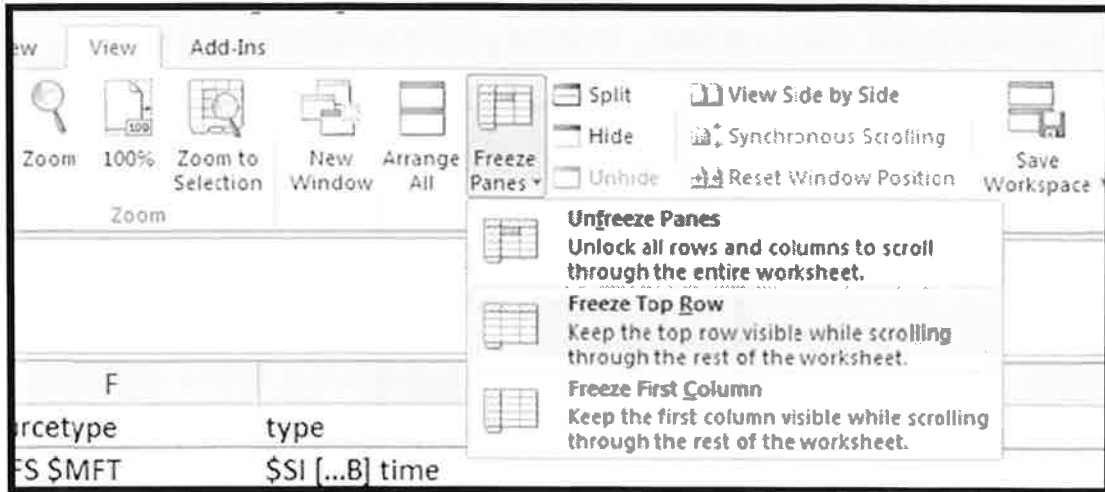 ew View Add-Ins
Zoom 100% Zoom to Selection New Window Arrange All Freeze Panes Split View Side by Side
Hide Synchronous Scrolling
Unhide Reset Window Position
Save Workspace
Zoom
Unfreeze Panes
Unlock all rows and columns to scroll
through the entire worksheet.
Freeze Top Row
Keep the top row visible while scrolling
through the rest of the worksheet.
Freeze First Column
Keep the first column visible while scrolling
through the rest of the worksheet.
F
urcetype type
FS $MFT $SI [...B] time